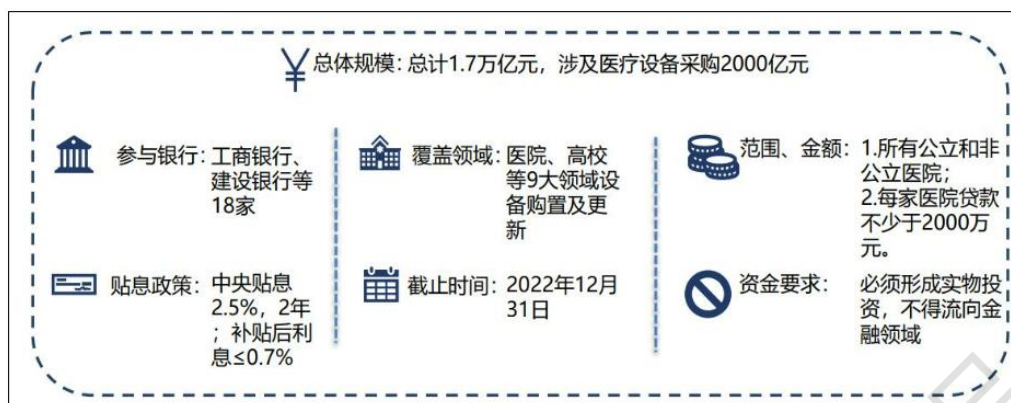 总体规模：总计1.7万亿元，涉及医疗设备采购2000亿元
参与银行：工商银行、
建设银行等
18家
覆盖领域：医院、高校
等9大领域设
备购置及更
新
范围、金额：1.所有公立和非
公立医院；
2.每家医院贷款
不少于2000万
元。
贴息政策：中央贴息
2.5%，2年
；补贴后利
息≤0.7%
截止时间：2022年12月
31日
资金要求：必须形成实物投
资，不得流向金
融领域